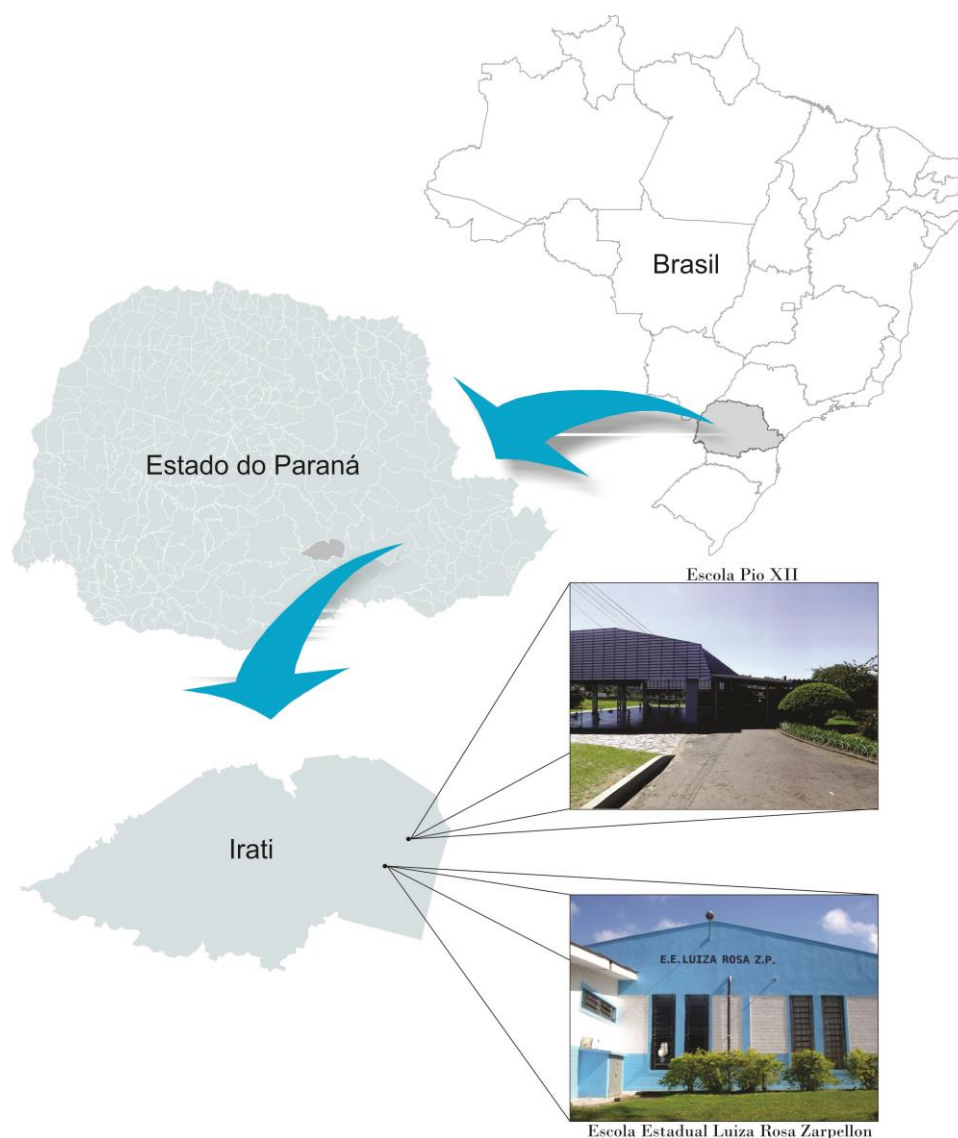 Brasil
Estado do Paraná
Escola Pio XII
Irati
E.E.LUIZA ROSA Z.P.
Escola Estadual Luiza Rosa Zarpellon